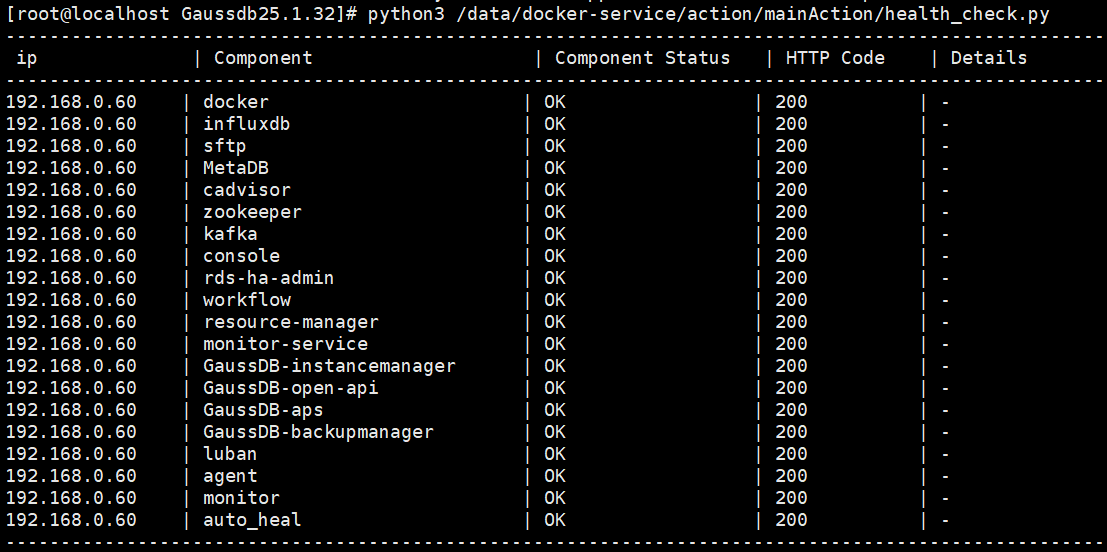 [root@localhost Gaussdb25.1.32]# python3 /data/docker-service/action/mainAction/health_check.py
----------------------------------------------------------------------------------------------------
ip | Component | Component Status | HTTP Code | Details
----------------------------------------------------------------------------------------------------
192.168.0.60 | docker | OK | 200 | -
192.168.0.60 | influxdb | OK | 200 | -
192.168.0.60 | sftp | OK | 200 | -
192.168.0.60 | MetaDB | OK | 200 | -
192.168.0.60 | cadvisor | OK | 200 | -
192.168.0.60 | zookeeper | OK | 200 | -
192.168.0.60 | kafka | OK | 200 | -
192.168.0.60 | console | OK | 200 | -
192.168.0.60 | rds-ha-admin | OK | 200 | -
192.168.0.60 | workflow | OK | 200 | -
192.168.0.60 | resource-manager | OK | 200 | -
192.168.0.60 | monitor-service | OK | 200 | -
192.168.0.60 | GaussDB-instancemanager | OK | 200 | -
192.168.0.60 | GaussDB-open-api | OK | 200 | -
192.168.0.60 | GaussDB-aps | OK | 200 | -
192.168.0.60 | GaussDB-backupmanager | OK | 200 | -
192.168.0.60 | luban | OK | 200 | -
192.168.0.60 | agent | OK | 200 | -
192.168.0.60 | monitor | OK | 200 | -
192.168.0.60 | auto_heal | OK | 200 | -
----------------------------------------------------------------------------------------------------